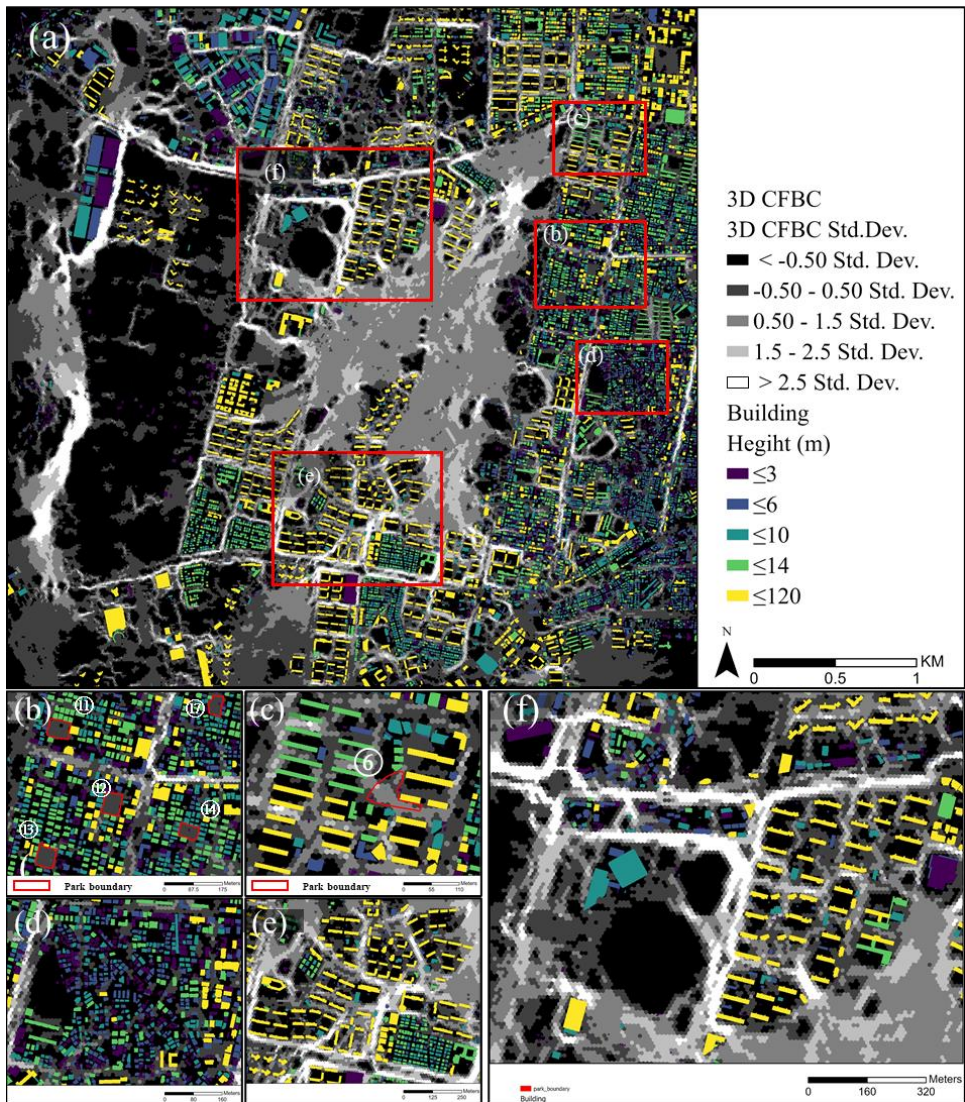 (a)
(c)
(f)
(b)
(d)
(e)
3D CFBC
3D CFBC Std.Dev.
< -0.50 Std. Dev.
-0.50 - 0.50 Std. Dev.
0.50 - 1.5 Std. Dev.
1.5 - 2.5 Std. Dev.
> 2.5 Std. Dev.
Building
Hegiht (m)
≤3
≤6
≤10
≤14
≤120
N
KM
0 0.5 1
(b)
⑪
⑰
⑫
⑭
⑬
Park boundary
Meters
0 87.5 175
(c)
⑥
Park boundary
Meters
0 55 110
(d)
Meters
0 80 160
(e)
Meters
0 125 250
(f)
park_boundary
Building
Meters
0 160 320